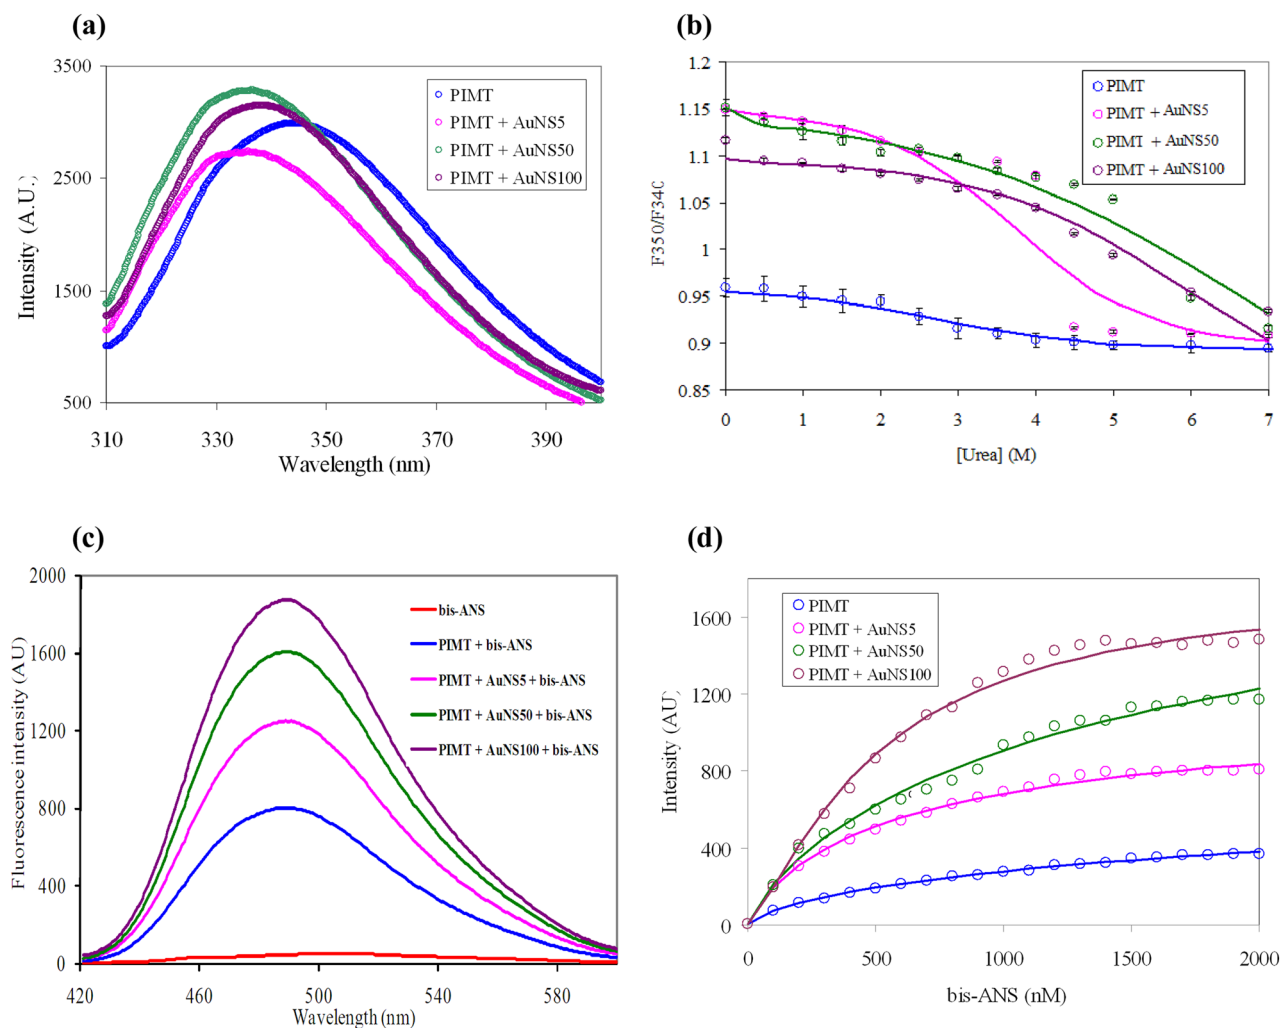 (a)
3500
2500
1500
500
Intensity (A.U.)
PIMT
PIMT + AuNS5
PIMT + AuNS50
PIMT + AuNS100
310
330
350
370
390
Wavelength (nm)
(b)
1.2
1.15
1.1
1.05
1
0.95
0.9
0.85
F350/F340
PIMT
PIMT + AuNS5
PIMT + AuNS50
PIMT + AuNS100
0
1
2
3
4
5
6
7
[Urea] (M)
(c)
2000
1600
1200
800
400
0
Fluorescence intensity (AU)
bis-ANS
PIMT + bis-ANS
PIMT + AuNS5 + bis-ANS
PIMT + AuNS50 + bis-ANS
PIMT + AuNS100 + bis-ANS
420
460
500
540
580
Wavelength (nm)
(d)
1600
1200
800
400
0
Intensity (AU)
PIMT
PIMT + AuNS5
PIMT + AuNS50
PIMT + AuNS100
0
500
1000
1500
2000
bis-ANS (nM)